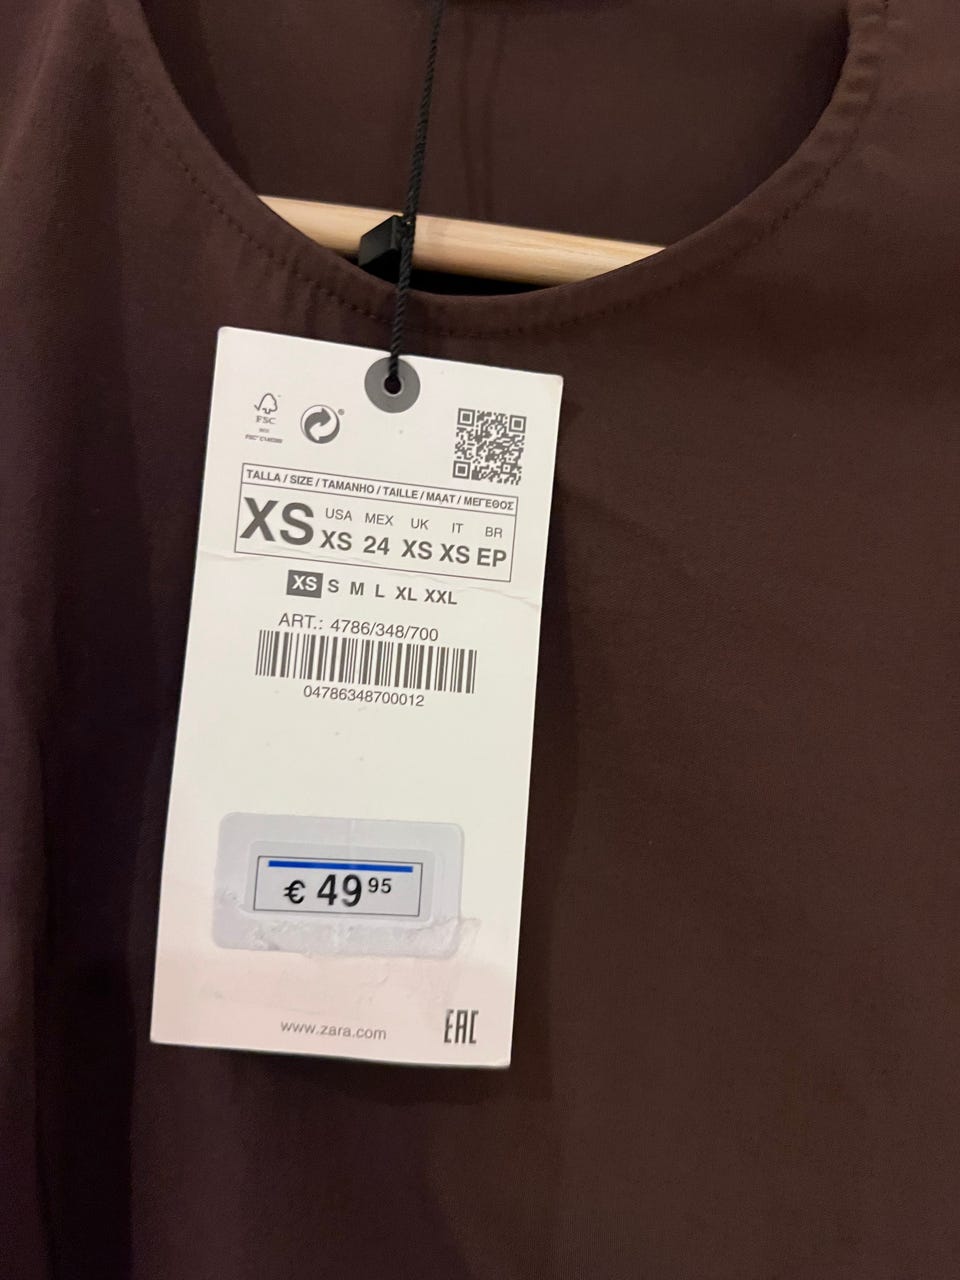 FSC
MIX
TALLA / SIZE / TAMANHO / TAILLE / MAAT / ΜΕΓΕΘΟΣ
XS
USA MEX UK IT BR
XS 24 XS XS EP
XS S M L XL XXL
ART.: 4786/348/700
04786348700012
€ 49 95
www.zara.com
EAC